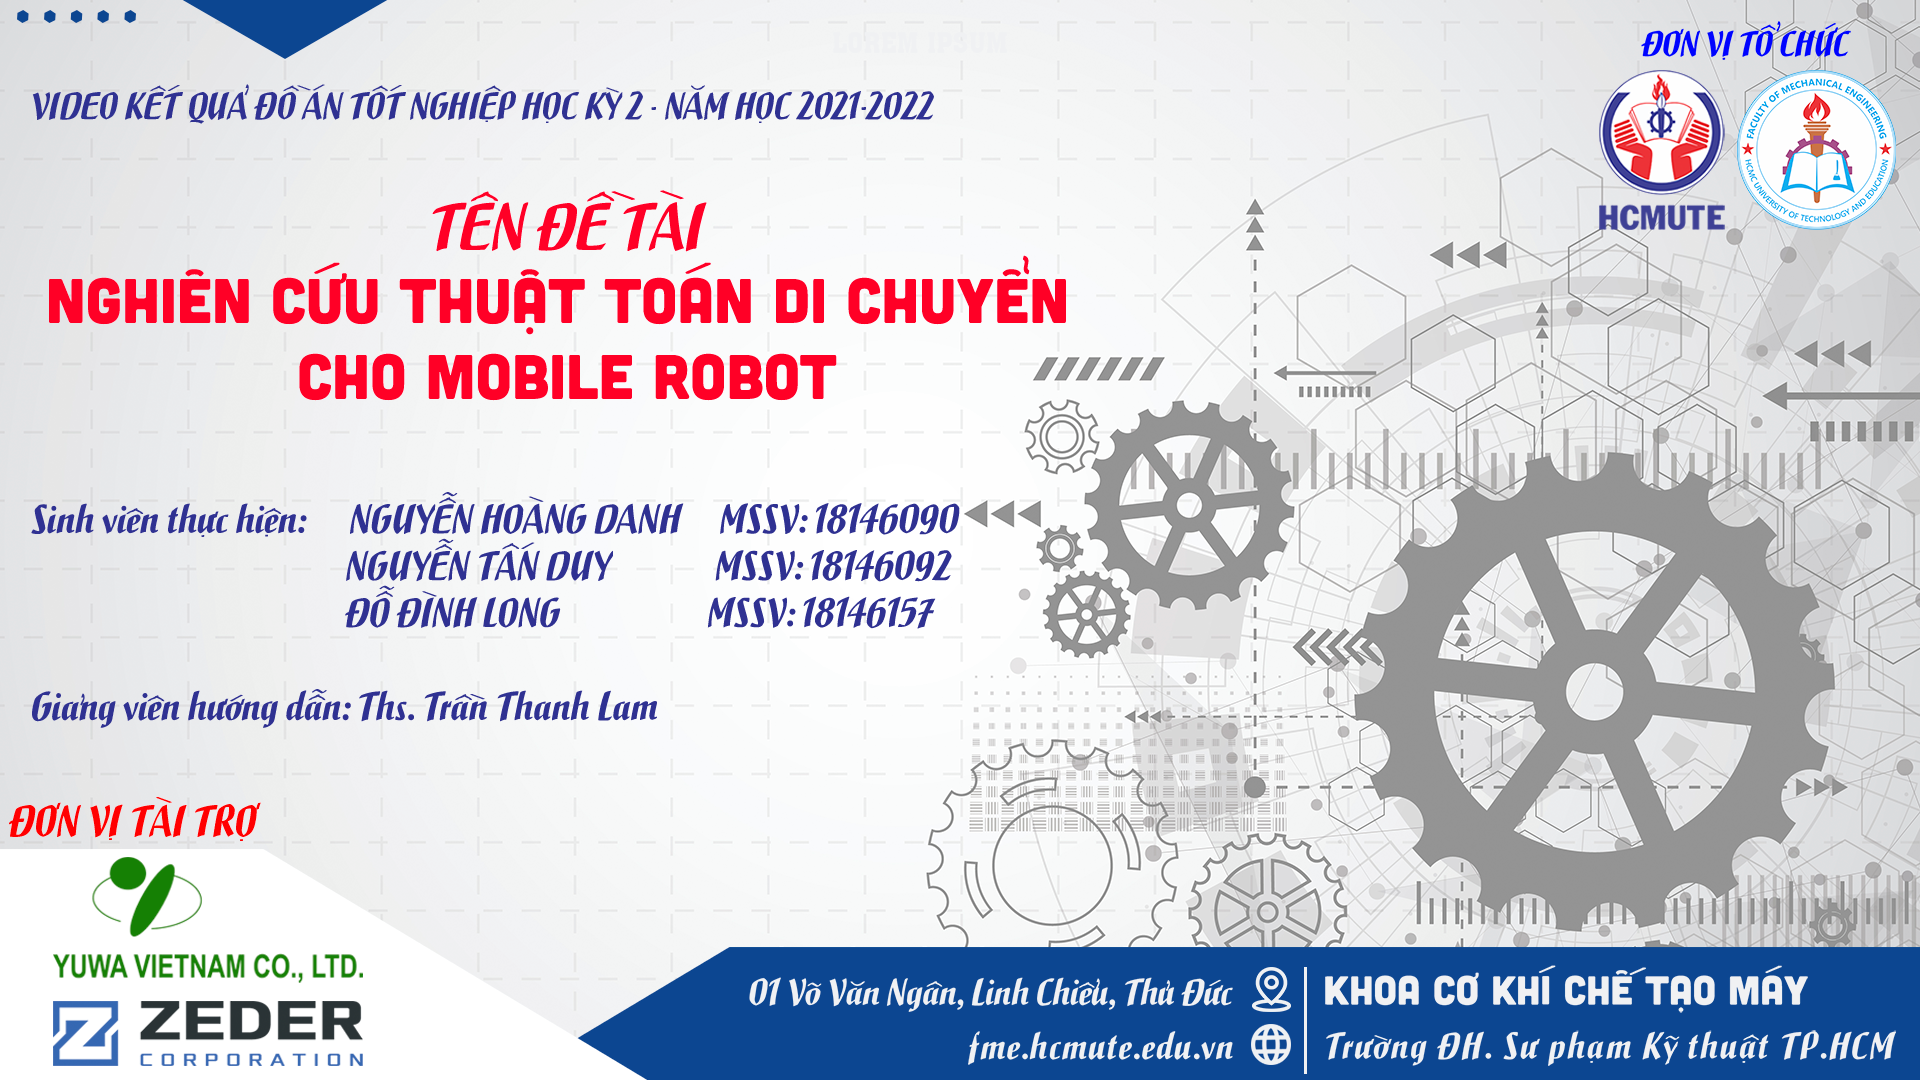 LOREM IPSUM
ĐƠN VỊ TỔ CHỨC
VIDEO KẾT QUẢ ĐỒ ÁN TỐT NGHIỆP HỌC KỲ 2 - NĂM HỌC 2021-2022
FACULTY OF MECHANICAL ENGINEERING
HCMC UNIVERSITY OF TECHNOLOGY AND EDUCATION
HCMUTE
TÊN ĐỀ TÀI
NGHIÊN CỨU THUẬT TOÁN DI CHUYỂN
CHO MOBILE ROBOT
Sinh viên thực hiện: NGUYỄN HOÀNG DANH MSSV: 18146090
NGUYỄN TẤN DUY MSSV: 18146092
ĐỖ ĐÌNH LONG MSSV: 18146157
Giảng viên hướng dẫn: Ths. Trần Thanh Lam
ĐƠN VỊ TÀI TRỢ
YUWA VIETNAM CO., LTD.
ZEDER
CORPORATION
01 Võ Văn Ngân, Linh Chiểu, Thủ Đức
fme.hcmute.edu.vn
KHOA CƠ KHÍ CHẾ TẠO MÁY
Trường ĐH. Sư phạm Kỹ thuật TP.HCM